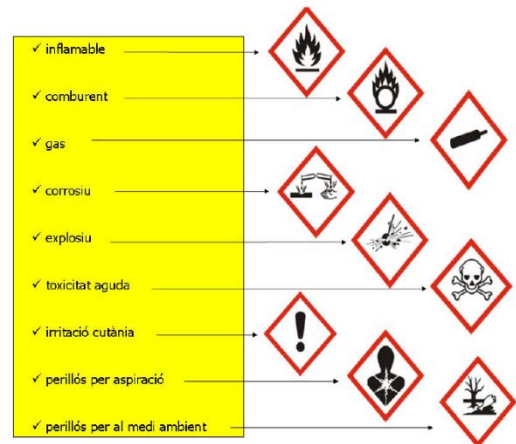 ✓ inflamable
✓ comburent
✓ gas
✓ corrosiu
✓ explosiu
✓ toxicitat aguda
✓ irritació cutània
✓ perillós per aspiració
✓ perillós per al medi ambient